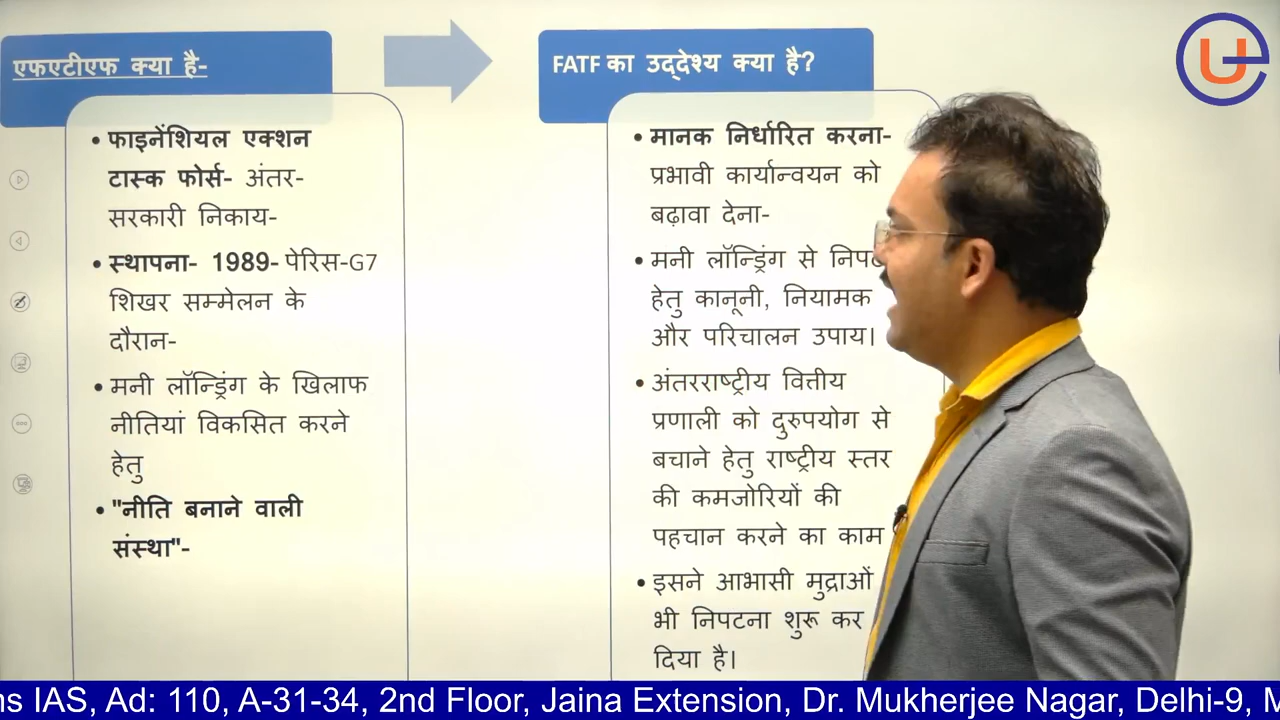 एफएटीएफ क्या है-
फाइनेंशियल एक्शन
टास्क फोर्स- अंतर-
सरकारी निकाय-
स्थापना- 1989- पेरिस-G7
शिखर सम्मेलन के
दौरान-
मनी लॉन्ड्रिंग के खिलाफ
नीतियां विकसित करने
हेतु
"नीति बनाने वाली
संस्था"-
FATF का उद्देश्य क्या है?
मानक निर्धारित करना-
प्रभावी कार्यान्वयन को
बढ़ावा देना-
मनी लॉन्ड्रिंग से
हेतु कानूनी, नियामक
और परिचालन उपाय।
अंतरराष्ट्रीय वित्तीय
प्रणाली को दुरुपयोग से
बचाने हेतु राष्ट्रीय स्तर
की कमजोरियों की
पहचान करने का काम
इसने आभासी मुद्राओं
भी निपटना शुरू कर
दिया है।
IAS, Ad: 110, A-31-34, 2nd Floor, Jaina Extension, Dr. Mukherjee Nagar, Delhi-9,